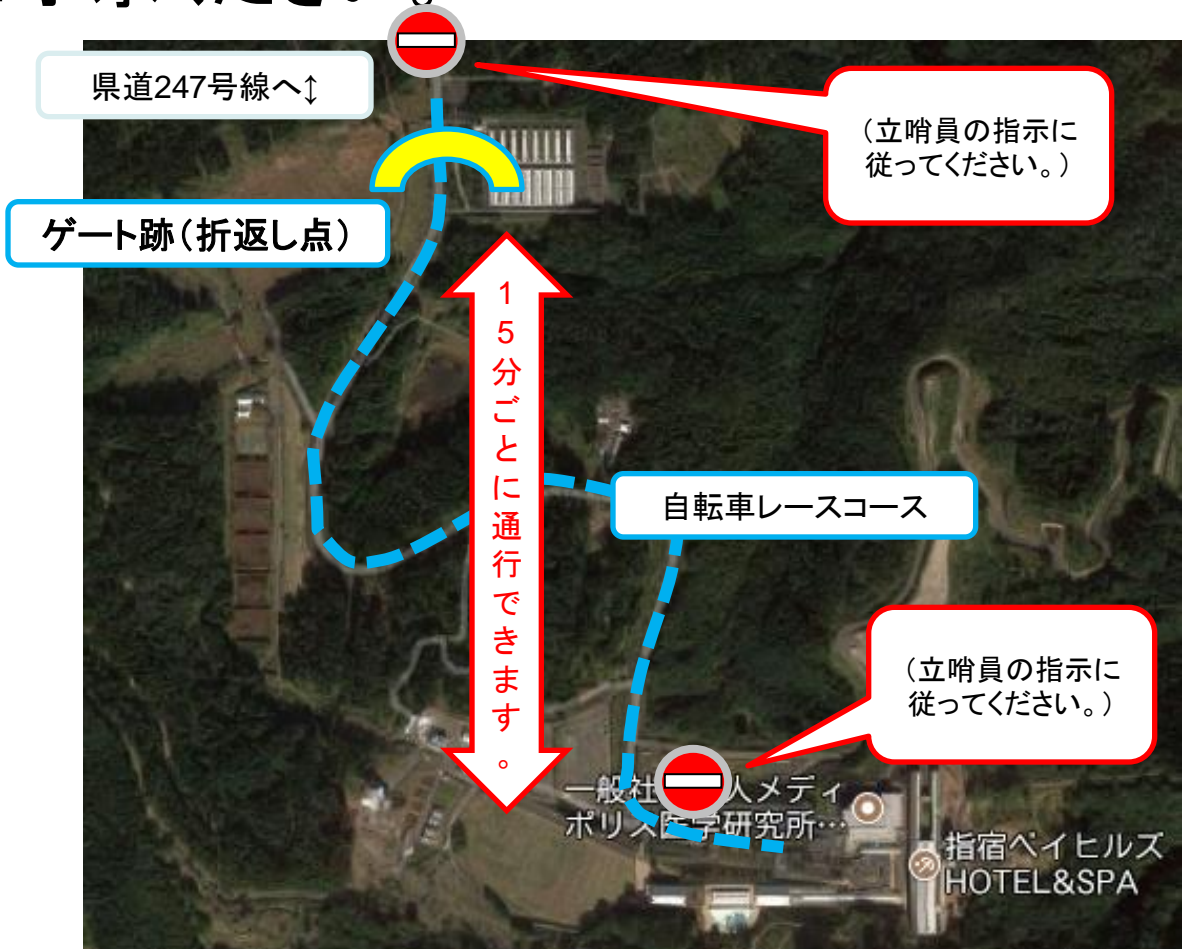 県道247号線へ↕
（立哨員の指示に
従ってください。）
ゲート跡（折返し点）
15分ごとに通行できます。
自転車レースコース
（立哨員の指示に
従ってください。）
一般社 人メディ
ポリス医学研究所…
指宿ベイヒルズ
HOTEL&SPA